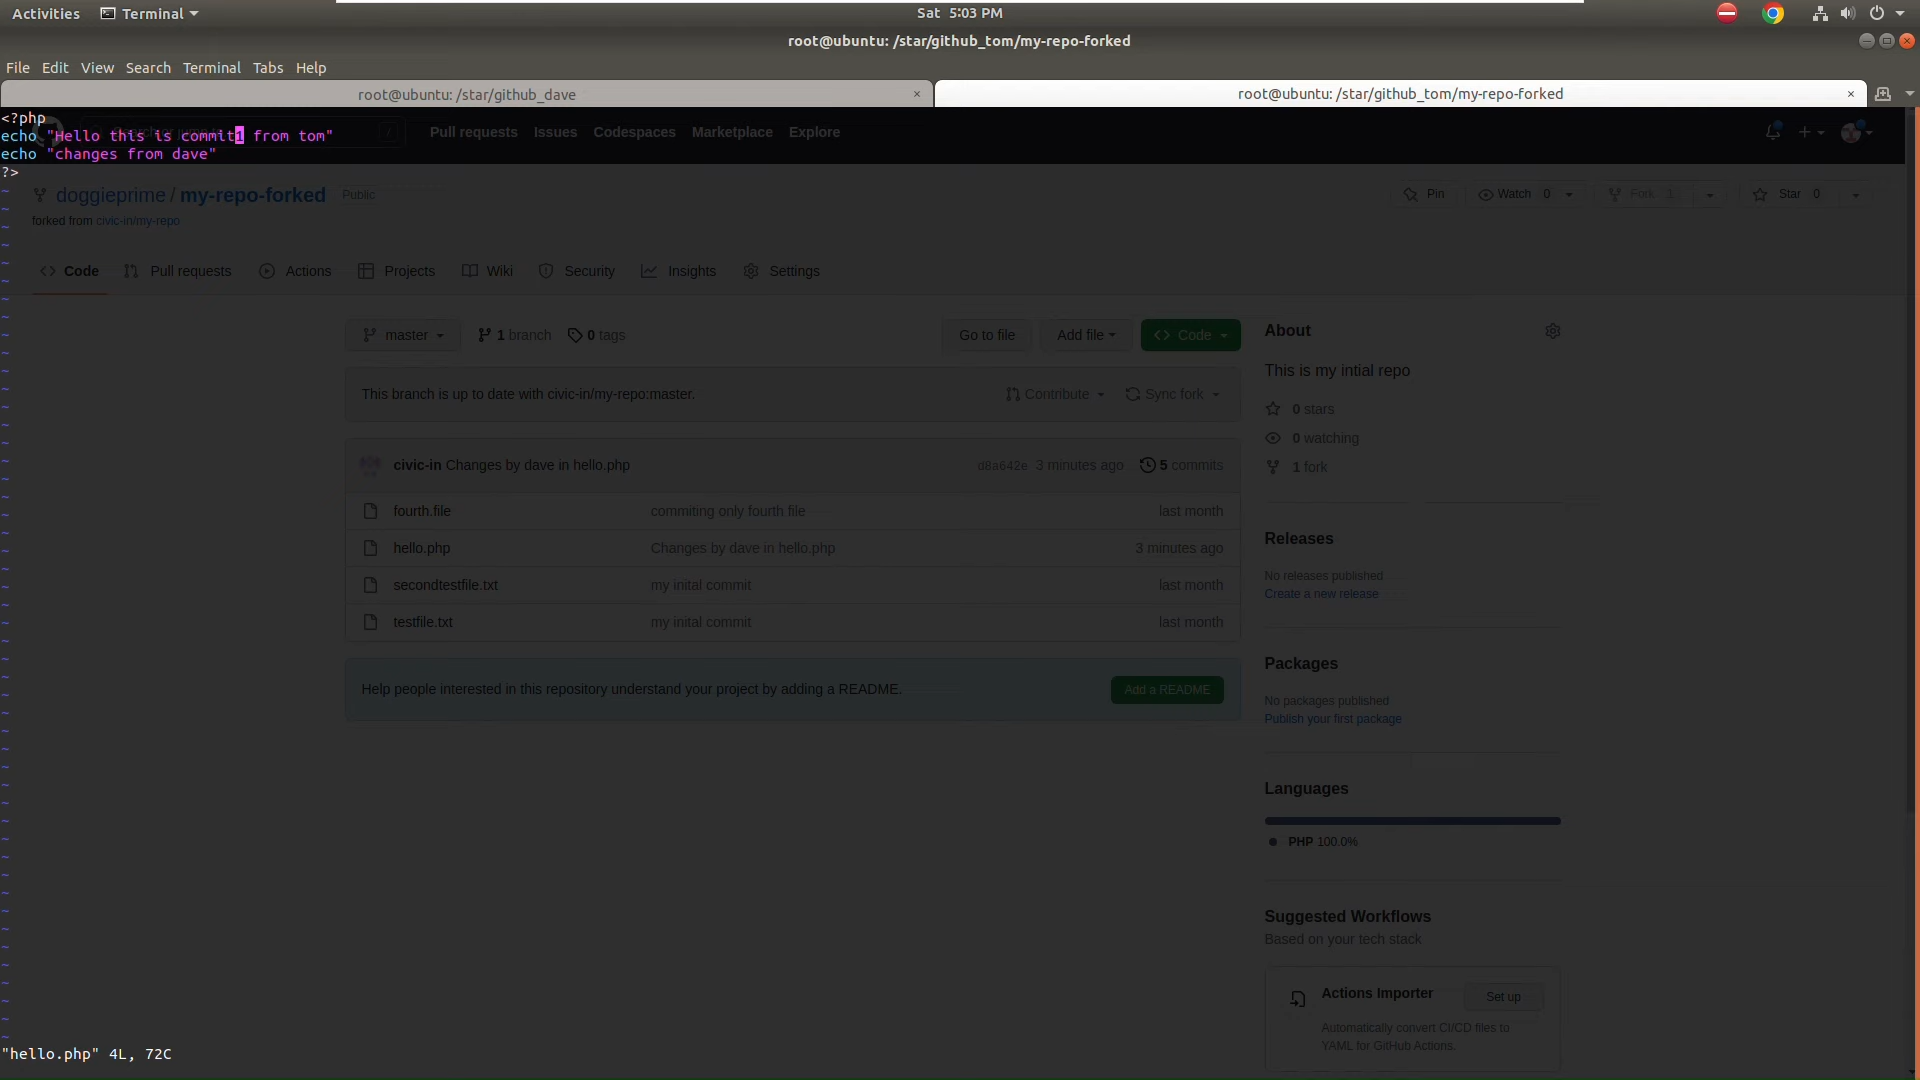 Activities Terminal Sat 5:03 PM
root@ubuntu: /star/github_tom/my-repo-forked
File Edit View Search Terminal Tabs Help
root@ubuntu: /star/github_dave × root@ubuntu: /star/github_tom/my-repo-forked ×
<?php
echo "Hello this is commit1 from tom"
echo "changes from dave"
?>
/ Pull requests Issues Codespaces Marketplace Explore
doggieprime / my-repo-forked Public Pin Watch 0 Fork Star 0
forked from civic-in/my-repo
Code Pull requests Actions Projects Wiki Security Insights Settings
master 1 branch 0 tags Go to file Add file Code
About
This is my intial repo
0 stars
0 watching
1 fork
This branch is up to date with civic-in/my-repo:master. Contribute Sync fork
civic-in Changes by dave in hello.php d8a642e 3 minutes ago 5 commits
fourth.file commiting only fourth file last month
hello.php Changes by dave in hello.php 3 minutes ago
secondtestfile.txt my inital commit last month
testfile.txt my inital commit last month
Help people interested in this repository understand your project by adding a README. Add a README
Releases
No releases published
Create a new release
Packages
No packages published
Publish your first package
Languages
PHP 100.0%
Suggested Workflows
Based on your tech stack
Actions Importer Set up
Automatically convert CI/CD files to
YAML for GitHub Actions.
"hello.php" 4L, 72C